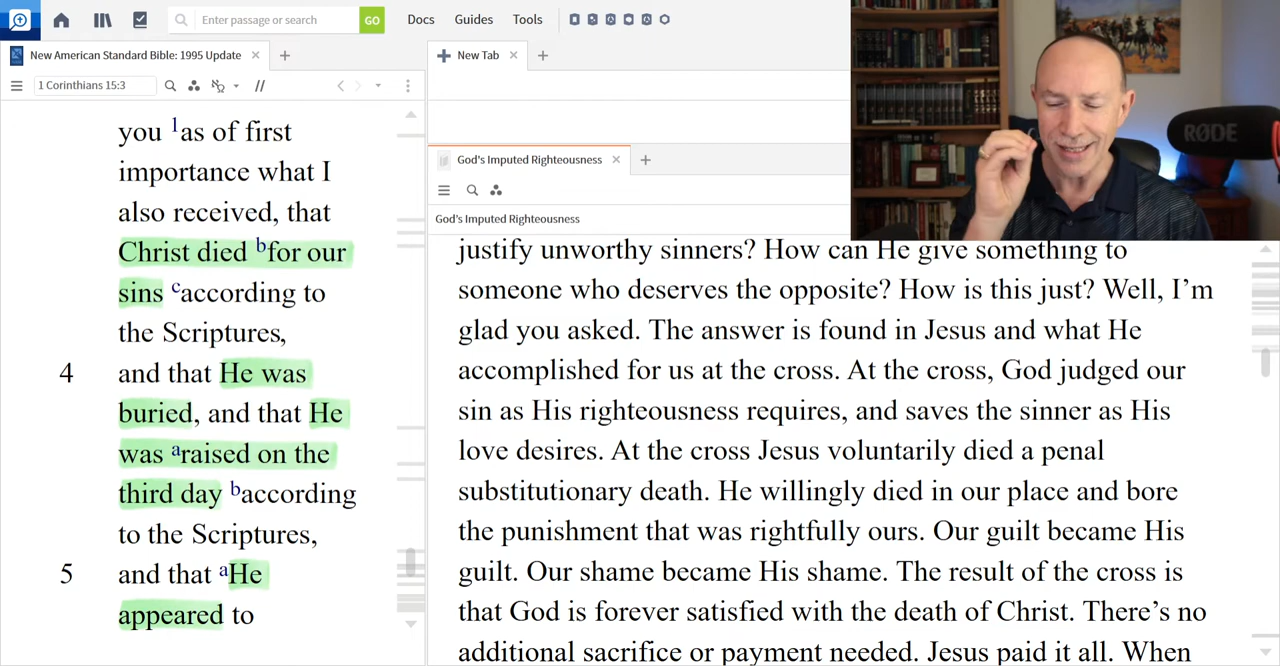 Enter passage or search
GO
Docs
Guides
Tools
New American Standard Bible: 1995 Update
New Tab
1 Corinthians 15:3
you ¹as of first
importance what I
also received, that
Christ died ᵇfor our
sins ᶜaccording to
the Scriptures,
4 and that He was
buried, and that He
was ᵃraised on the
third day ᵇaccording
to the Scriptures,
5 and that ᵃHe
appeared to
God's Imputed Righteousness
God's Imputed Righteousness
justify unworthy sinners? How can He give something to
someone who deserves the opposite? How is this just? Well, I'm
glad you asked. The answer is found in Jesus and what He
accomplished for us at the cross. At the cross, God judged our
sin as His righteousness requires, and saves the sinner as His
love desires. At the cross Jesus voluntarily died a penal
substitutionary death. He willingly died in our place and bore
the punishment that was rightfully ours. Our guilt became His
guilt. Our shame became His shame. The result of the cross is
that God is forever satisfied with the death of Christ. There's no
additional sacrifice or payment needed. Jesus paid it all. When
RØDE